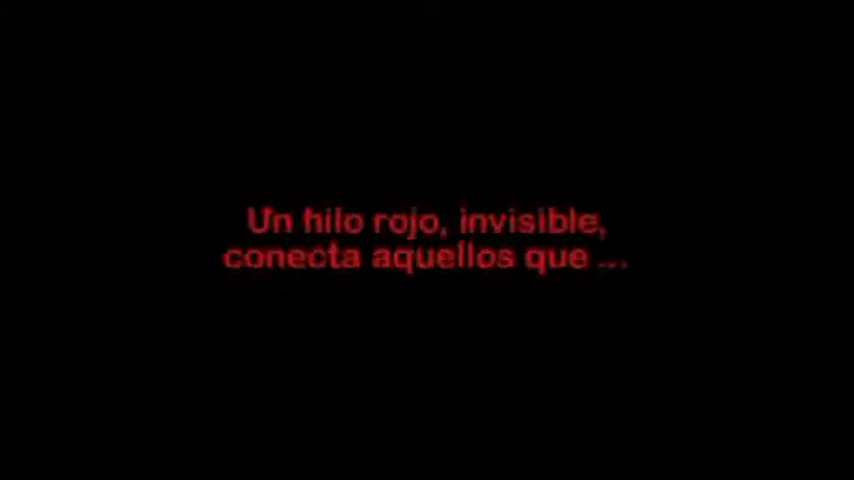 Un hilo rojo, invisible,
conecta aquellos que ...